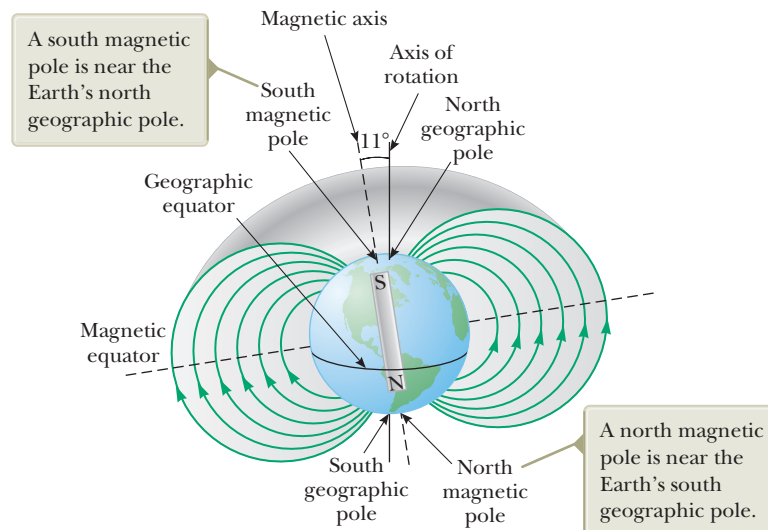 Magnetic axis
A south magnetic
pole is near the
Earth's north
geographic pole.
Axis of
rotation
South
magnetic
pole
North
geographic
pole
11°
Geographic
equator
S
Magnetic
equator
N
South
geographic
pole
North
magnetic
pole
A north magnetic
pole is near the
Earth's south
geographic pole.